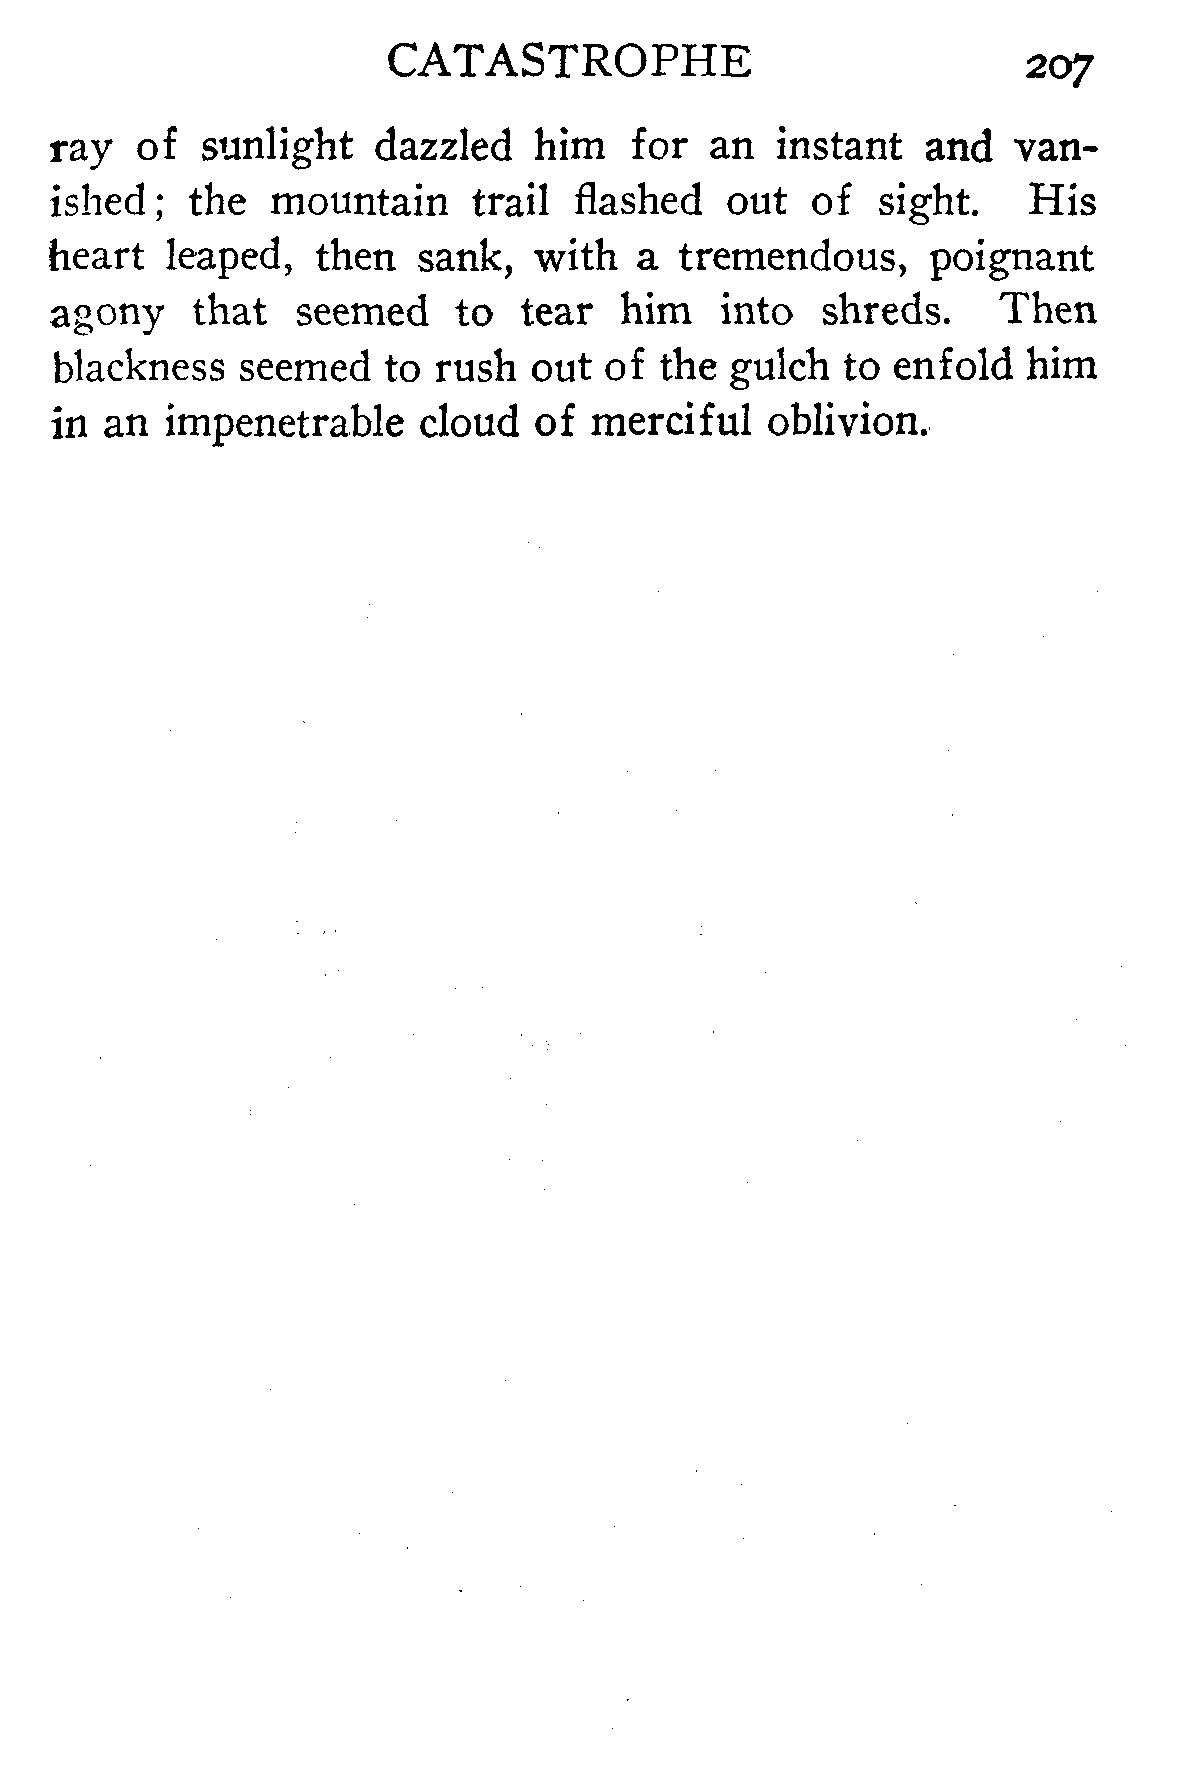 CATASTROPHE 207
ray of sunlight dazzled him for an instant and van-
ished; the mountain trail flashed out of sight. His
heart leaped, then sank, with a tremendous, poignant
agony that seemed to tear him into shreds. Then
blackness seemed to rush out of the gulch to enfold him
in an impenetrable cloud of merciful oblivion.